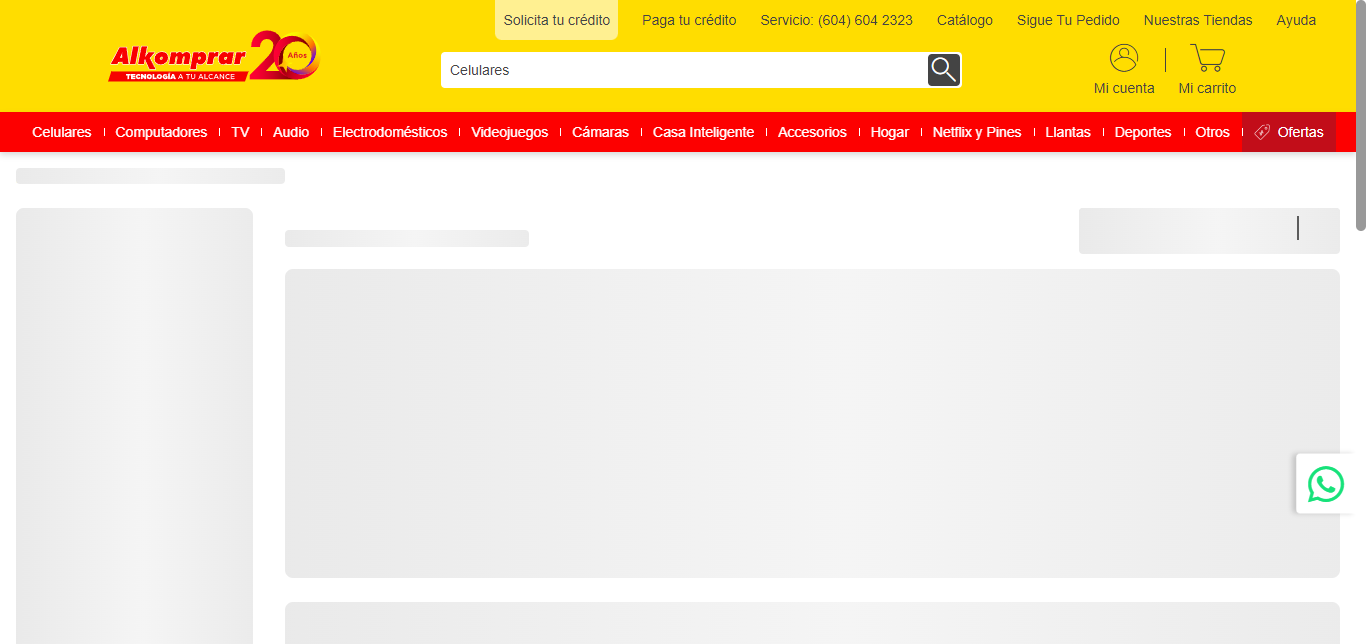 Solicita tu crédito Paga tu crédito Servicio: (604) 604 2323 Catálogo Sigue Tu Pedido Nuestras Tiendas Ayuda
Alkomprar 20 Años
TECNOLOGÍA A TU ALCANCE
Celulares
Mi cuenta Mi carrito
Celulares Computadores TV Audio Electrodomésticos Videojuegos Cámaras Casa Inteligente Accesorios Hogar Netflix y Pines Llantas Deportes Otros Ofertas